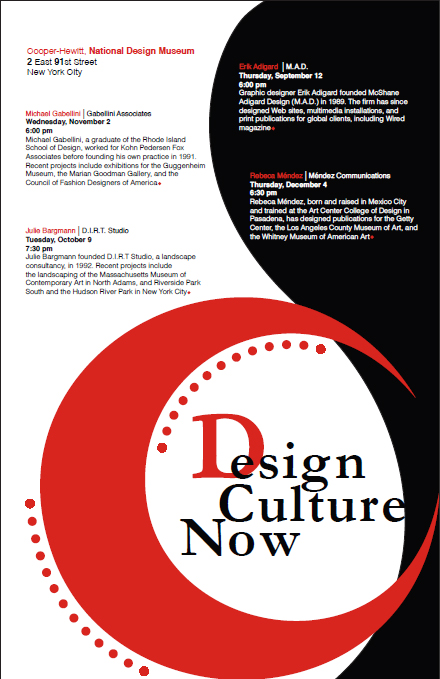 Cooper-Hewitt, National Design Museum
2 East 91st Street
New York City
Michael Gabellini | Gabellini Associates
Wednesday, November 2
6:00 pm
Michael Gabellini, a graduate of the Rhode Island
School of Design, worked for Kohn Pedersen Fox
Associates before founding his own practice in 1991.
Recent projects include exhibitions for the Guggenheim
Museum, the Marian Goodman Gallery, and the
Council of Fashion Designers of America
Julie Bargmann | D.I.R.T. Studio
Tuesday, October 9
7:30 pm
Julie Bargmann founded D.I.R.T Studio, a landscape
consultancy, in 1992. Recent projects include
the landscaping of the Massachusetts Museum of
Contemporary Art in North Adams, and Riverside Park
South and the Hudson River Park in New York City
Erik Adigard | M.A.D.
Thursday, September 12
6:00 pm
Graphic designer Erik Adigard founded McShane
Adigard Design (M.A.D.) in 1989. The firm has since
designed Web sites, multimedia installations, and
print publications for global clients, including Wired
magazine
Rebeca Méndez | Méndez Communications
Thursday, December 4
6:30 pm
Rebeca Méndez, born and raised in Mexico City
and trained at the Art Center College of Design in
Pasadena, has designed publications for the Getty
Center, the Los Angeles County Museum of Art, and
the Whitney Museum of American Art
Design
Culture
Now